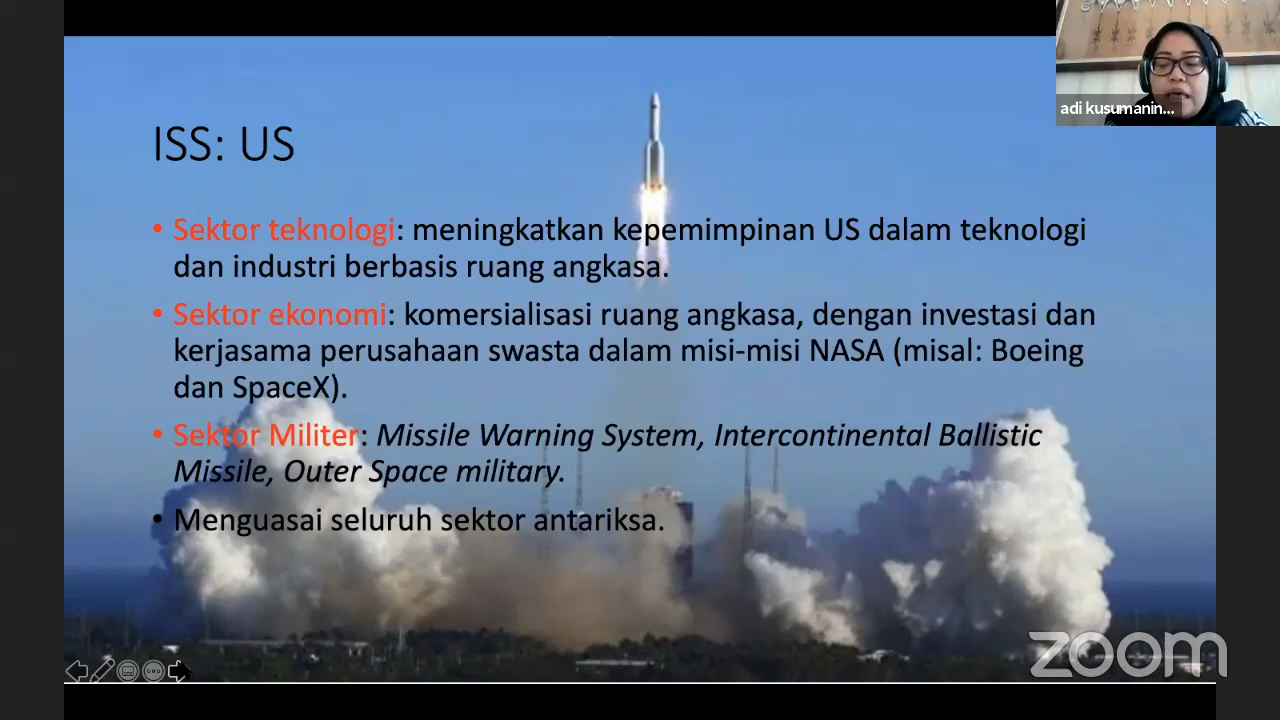 adi kusumanin...
ISS: US
• Sektor teknologi: meningkatkan kepemimpinan US dalam teknologi
dan industri berbasis ruang angkasa.
• Sektor ekonomi: komersialisasi ruang angkasa, dengan investasi dan
kerjasama perusahaan swasta dalam misi-misi NASA (misal: Boeing
dan SpaceX).
• Sektor Militer: Missile Warning System, Intercontinental Ballistic
Missile, Outer Space military.
• Menguasai seluruh sektor antariksa.
zoom